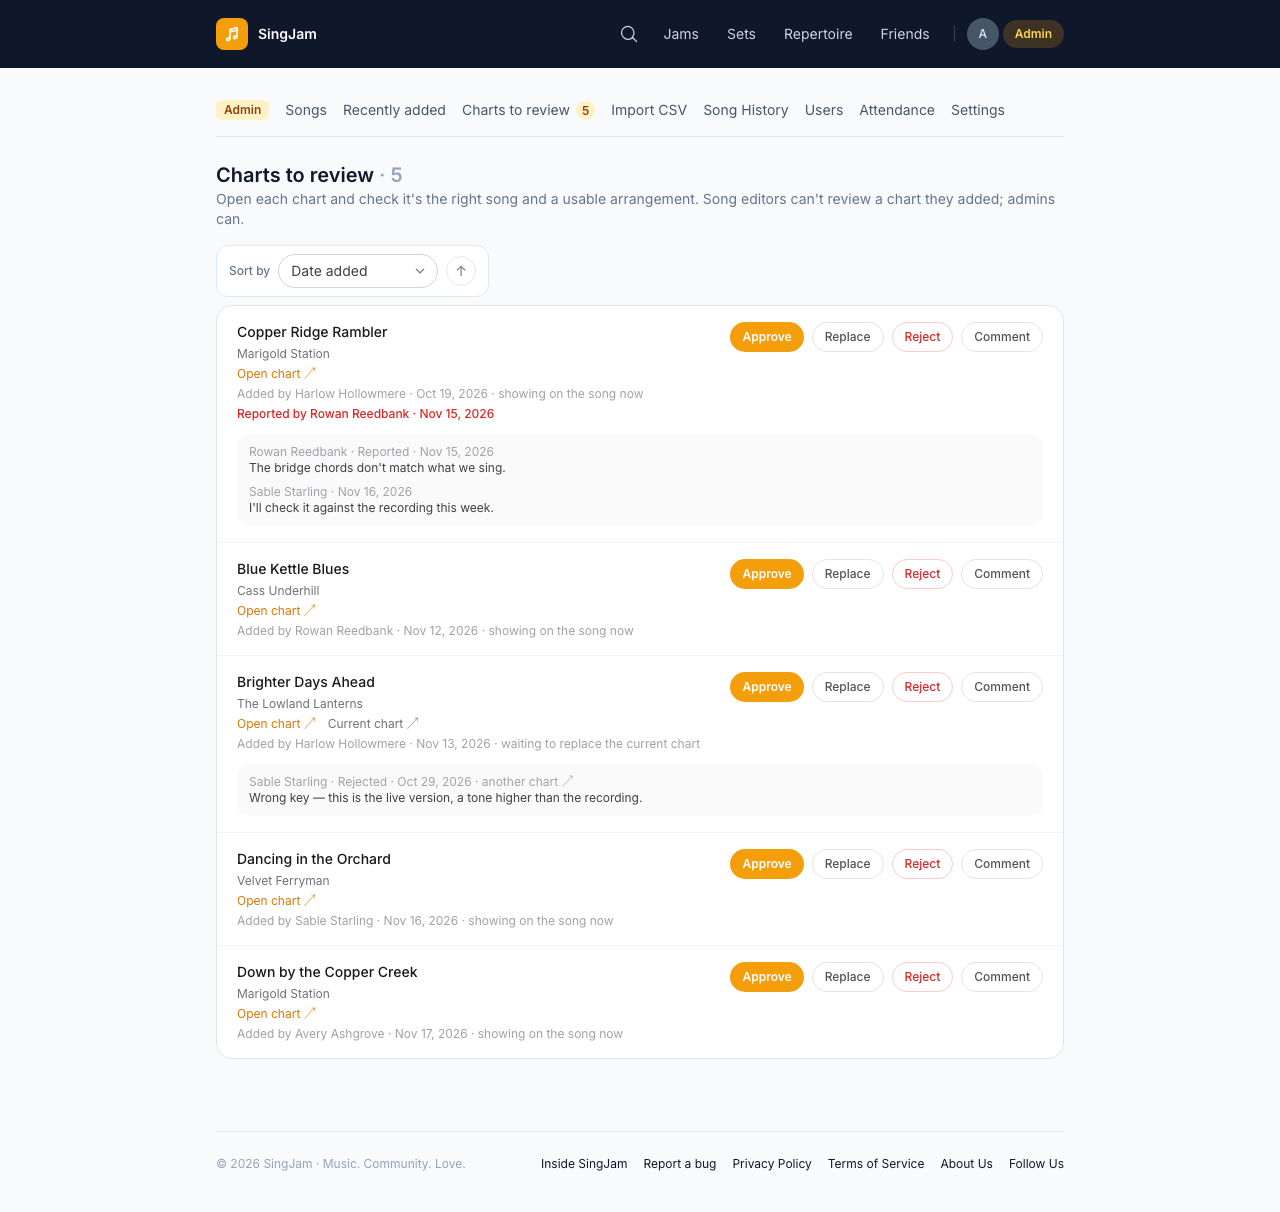 SingJam
Jams
Sets
Repertoire
Friends
A
Admin
Admin
Songs
Recently added
Charts to review 5
Import CSV
Song History
Users
Attendance
Settings
Charts to review · 5
Open each chart and check it's the right song and a usable arrangement. Song editors can't review a chart they added; admins
can.
Sort by
Date added
↑
Copper Ridge Rambler
Approve
Replace
Reject
Comment
Marigold Station
Open chart ↗
Added by Harlow Hollowmere · Oct 19, 2026 · showing on the song now
Reported by Rowan Reedbank · Nov 15, 2026
Rowan Reedbank · Reported · Nov 15, 2026
The bridge chords don't match what we sing.
Sable Starling · Nov 16, 2026
I'll check it against the recording this week.
Blue Kettle Blues
Approve
Replace
Reject
Comment
Cass Underhill
Open chart ↗
Added by Rowan Reedbank · Nov 12, 2026 · showing on the song now
Brighter Days Ahead
Approve
Replace
Reject
Comment
The Lowland Lanterns
Open chart ↗ Current chart ↗
Added by Harlow Hollowmere · Nov 13, 2026 · waiting to replace the current chart
Sable Starling · Rejected · Oct 29, 2026 · another chart ↗
Wrong key — this is the live version, a tone higher than the recording.
Dancing in the Orchard
Approve
Replace
Reject
Comment
Velvet Ferryman
Open chart ↗
Added by Sable Starling · Nov 16, 2026 · showing on the song now
Down by the Copper Creek
Approve
Replace
Reject
Comment
Marigold Station
Open chart ↗
Added by Avery Ashgrove · Nov 17, 2026 · showing on the song now
© 2026 SingJam · Music. Community. Love.
Inside SingJam
Report a bug
Privacy Policy
Terms of Service
About Us
Follow Us